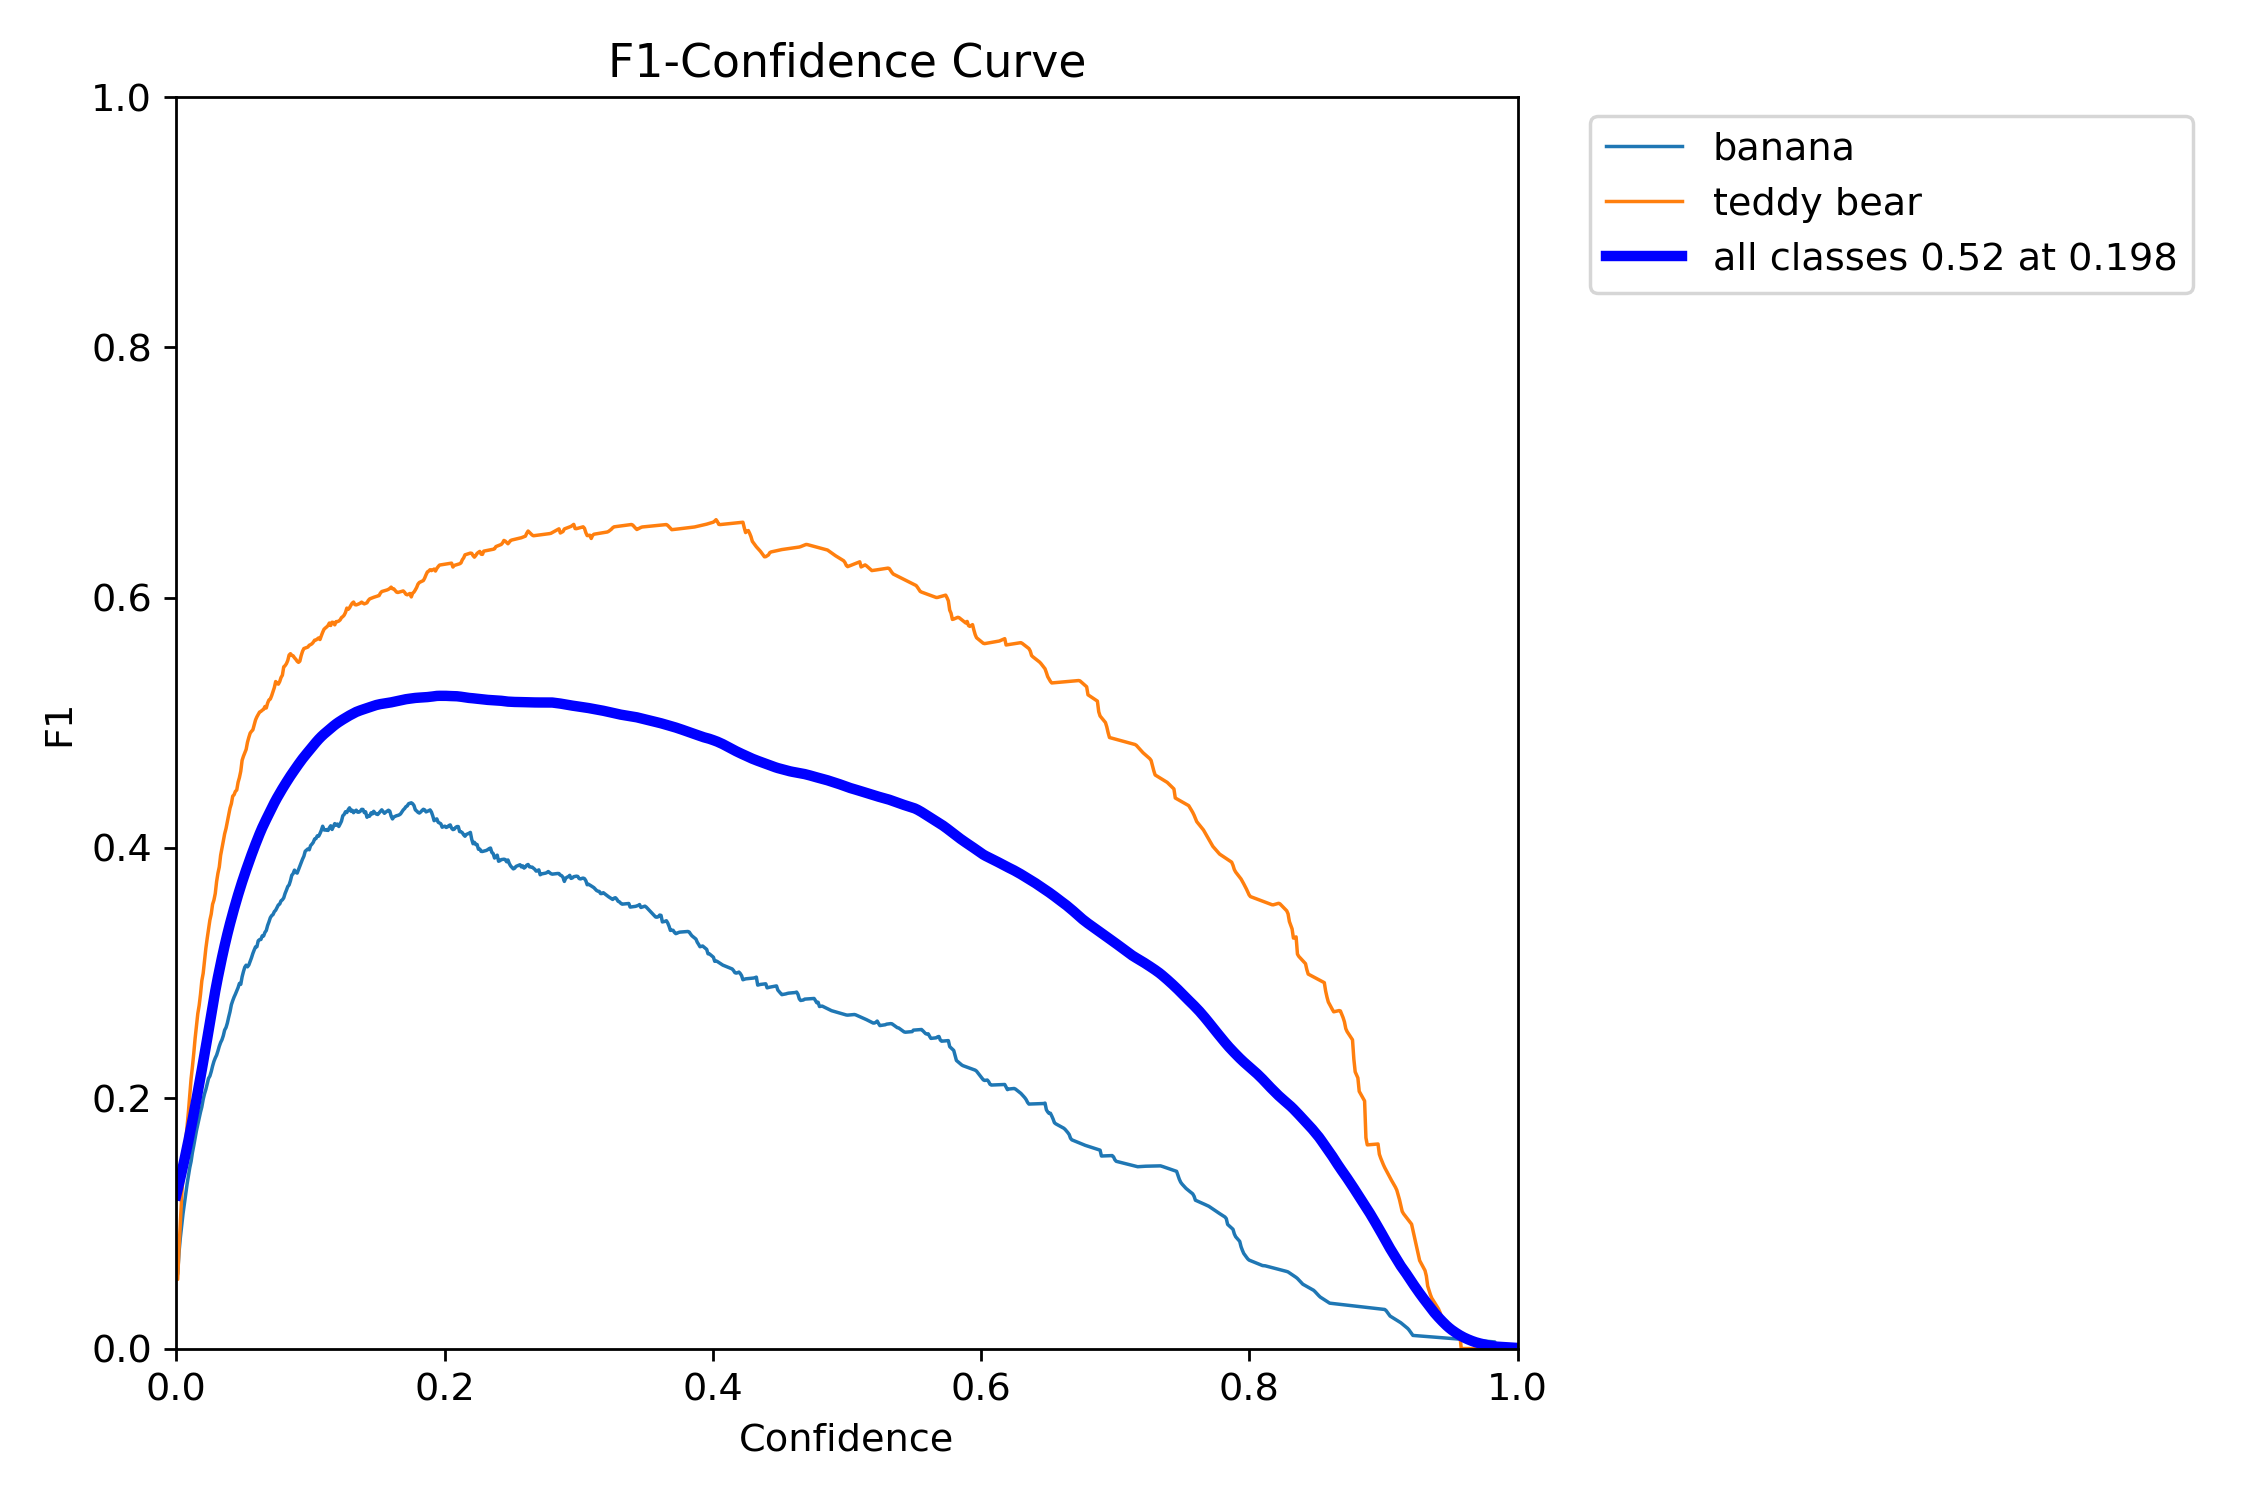 F1-Confidence Curve
1.0
0.8
0.6
0.4
0.2
0.0
F1
0.0 0.2 0.4 0.6 0.8 1.0
Confidence
banana
teddy bear
all classes 0.52 at 0.198